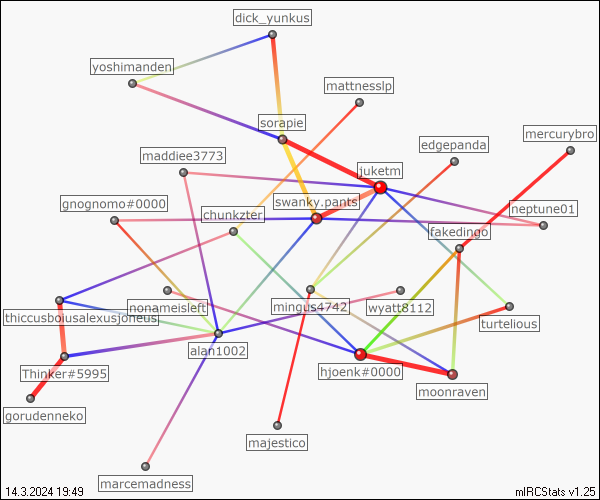 dick_yunkus
yoshimanden
mattnesslp
sorapie
mercurybro
edgepanda
maddiee3773
juketm
swanky.pants
gnognomo#0000
neptune01
chunkzter
fakedingo
nonameisleft
mingus4742
wyatt8112
thiccusboiusalexusjoneus
turtelious
alan1002
Thinker#5995
hjoenk#0000
moonraven
gorudenneko
majestico
marcemadness
14.3.2024 19:49
mIRCStats v1.25